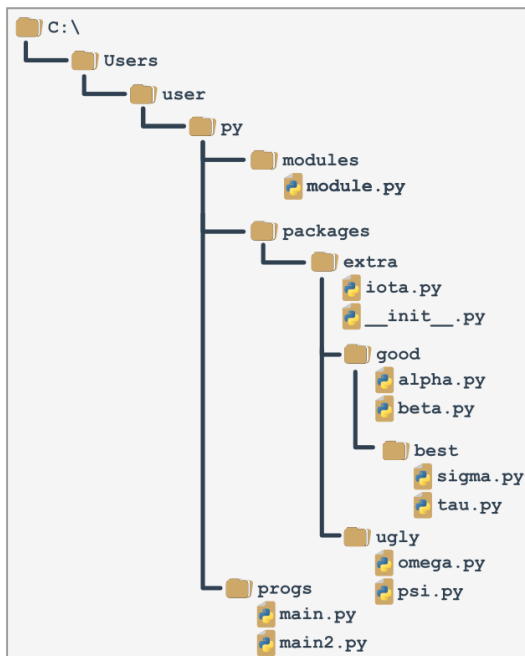 C:\
Users
user
py
modules
module.py
packages
extra
iota.py
__init__.py
good
alpha.py
beta.py
best
sigma.py
tau.py
ugly
omega.py
psi.py
progs
main.py
main2.py